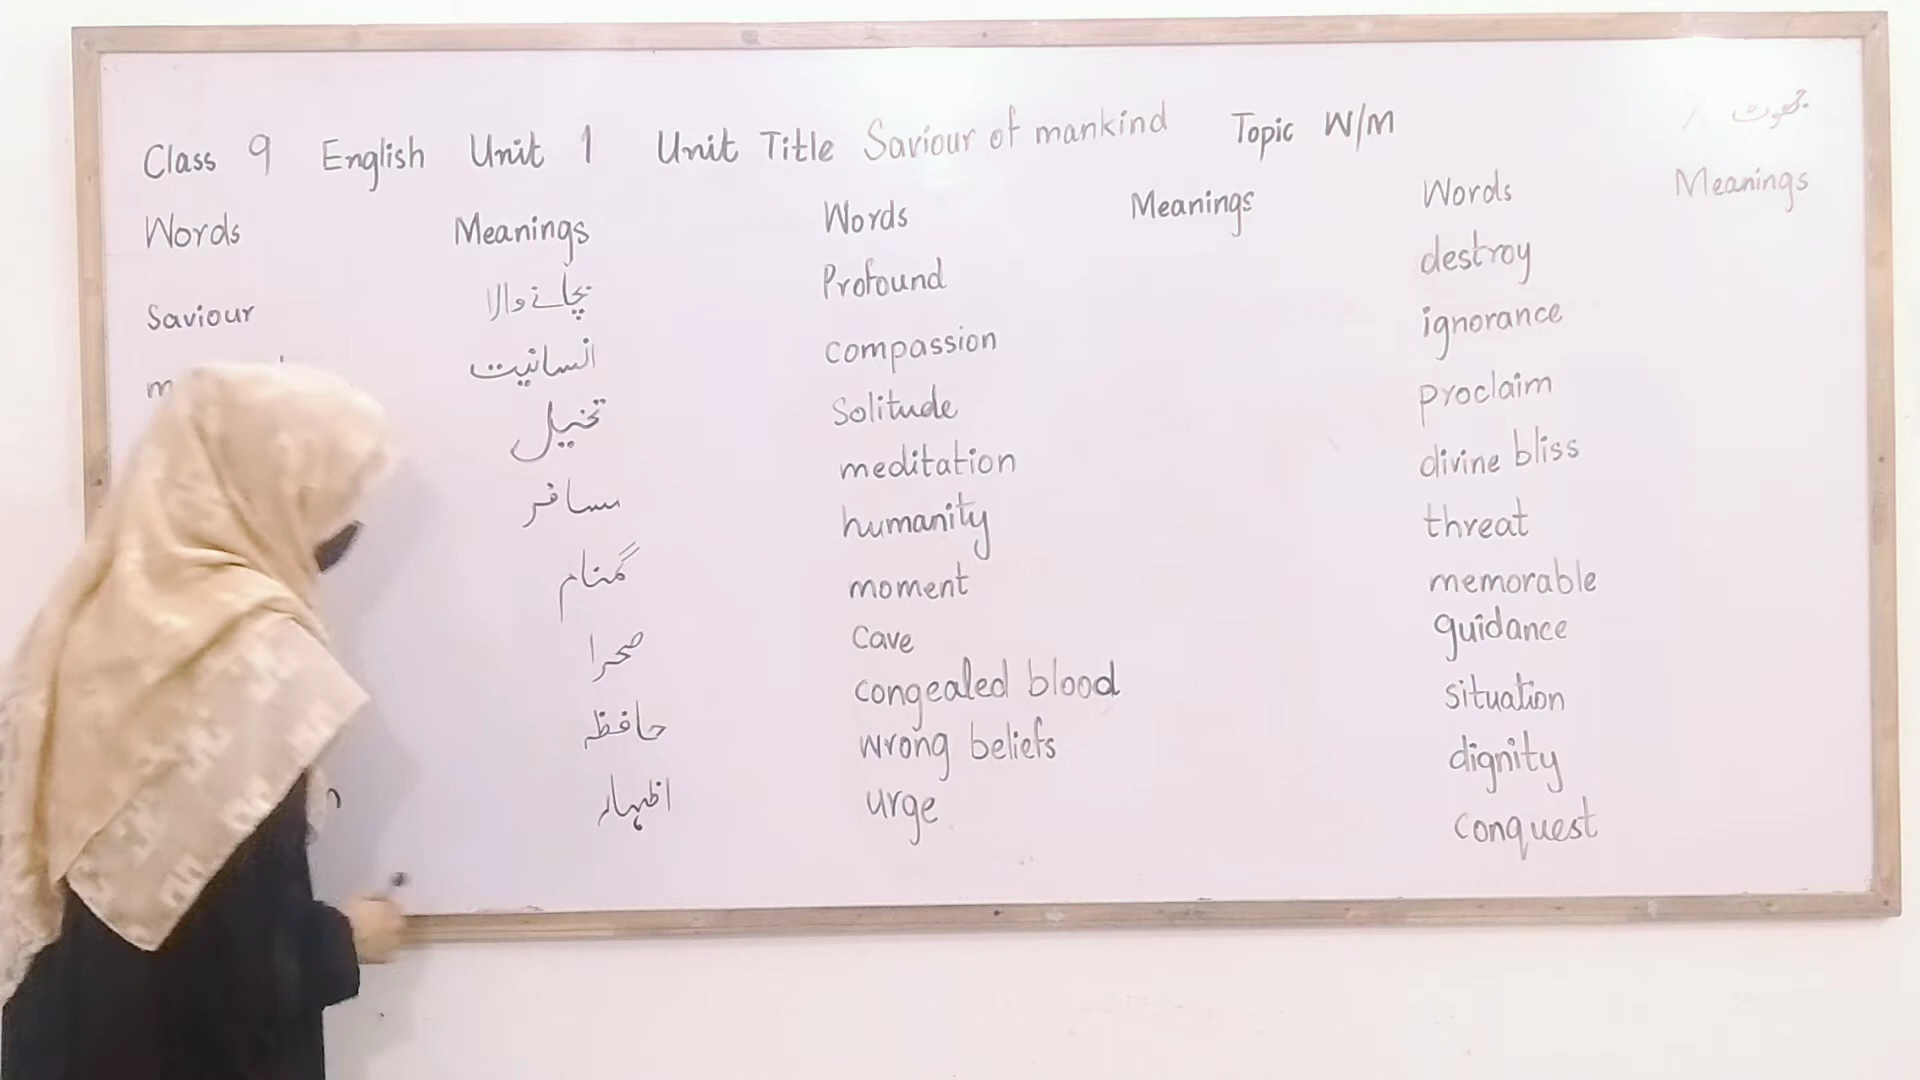 جھوٹ
Class 9 English Unit 1 Unit Title Saviour of mankind Topic W/M
Words Meanings Words Meanings Words Meanings
Saviour بچانے والا Profound destroy
انسانیت compassion ignorance
تخیل Solitude proclaim
مسافر meditation divine bliss
گمنام humanity threat
صحرا moment memorable
حافظہ cave guidance
اظہار congealed blood situation
wrong beliefs dignity
urge conquest